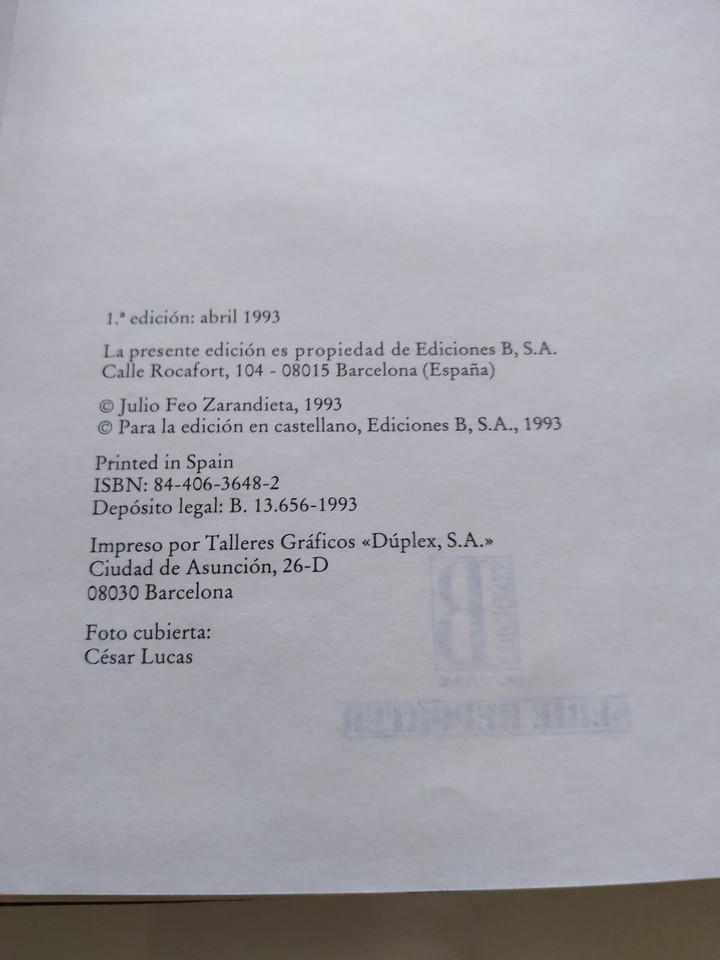 1.ª edición: abril 1993
La presente edición es propiedad de Ediciones B, S.A.
Calle Rocafort, 104 - 08015 Barcelona (España)
© Julio Feo Zarandieta, 1993
© Para la edición en castellano, Ediciones B, S.A., 1993
Printed in Spain
ISBN: 84-406-3648-2
Depósito legal: B. 13.656-1993
Impreso por Talleres Gráficos «Dúplex, S.A.»
Ciudad de Asunción, 26-D
08030 Barcelona
Foto cubierta:
César Lucas
B
SERIE REPORTER